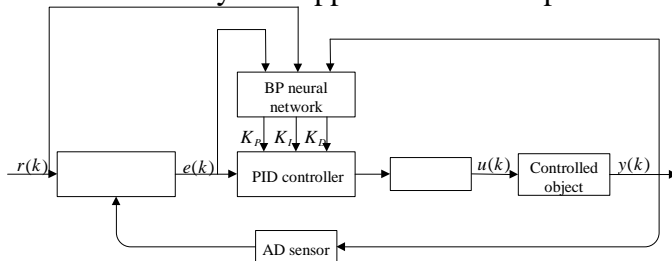 BP neural
network
K_P K_I K_D
r(k) e(k) PID controller u(k) Controlled
object y(k)
AD sensor